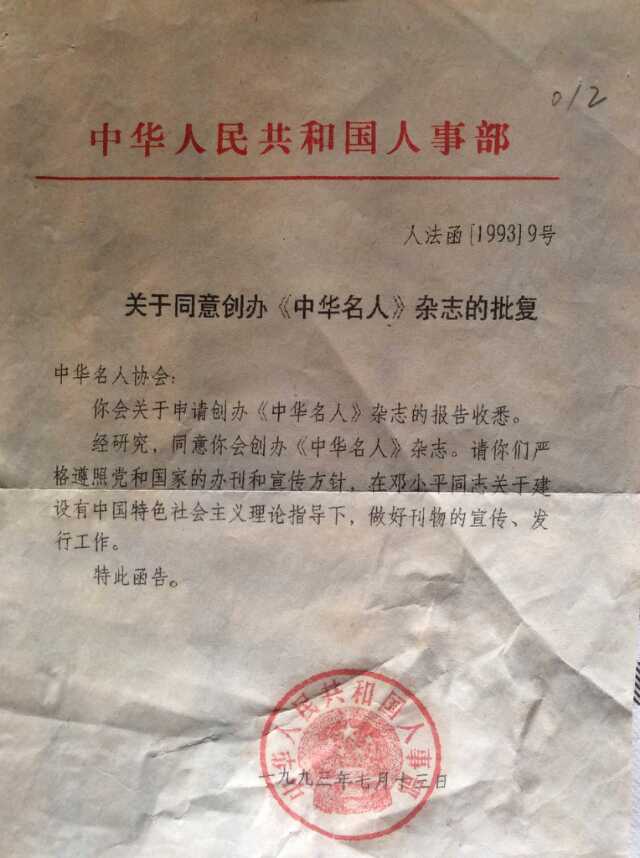 012
中华人民共和国人事部
人法函[1993]9号
关于同意创办《中华名人》杂志的批复
中华名人协会:
你会关于申请创办《中华名人》杂志的报告收悉。
经研究，同意你会创办《中华名人》杂志。请你们严
格遵照党和国家的办刊和宣传方针，在邓小平同志关于建
设有中国特色社会主义理论指导下，做好刊物的宣传、发
行工作。
特此函告。
中华人民共和国人事部
一九九三年七月十三日